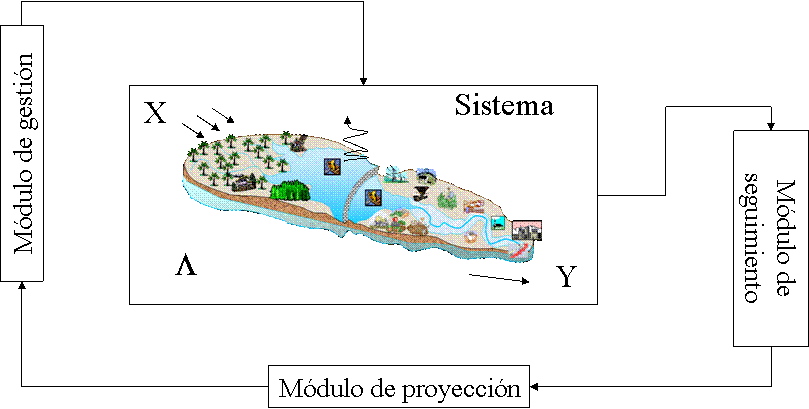 Módulo de gestión
Sistema
X
Λ
Y
Módulo de
seguimiento
Módulo de proyección